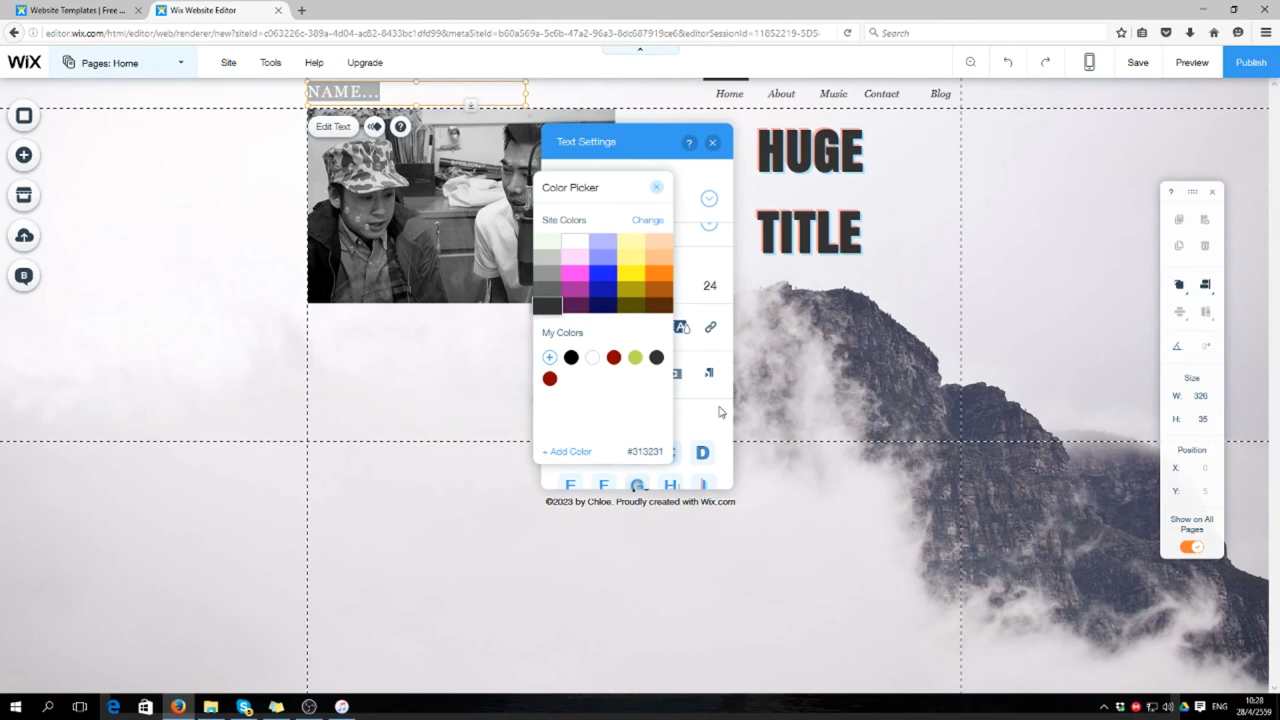 Website Templates | Free ...
Wix Website Editor
editor.wix.com/html/editor/web/renderer/new?siteId=c063226c-389a-4d04-ac82-8433bc1dfd99&metaSiteId=b60a569a-5c6b-47a2-96a3-8dc687919ce6&editorSessionId=11852219-5D5
Search
WiX
Pages: Home
Site
Tools
Help
Upgrade
Save
Preview
Publish
NAME...
Home
About
Music
Contact
Blog
Edit Text
?
Text Settings
?
HUGE
TITLE
Color Picker
Site Colors
Change
24
My Colors
+ Add Color
#313231
D
E
F
G
H
I
©2023 by Chloe. Proudly created with Wix.com
?
0°
Size
W: 326
H: 35
Position
X: 0
Y: 5
Show on All
Pages
B
ENG
10:28
28/4/2559